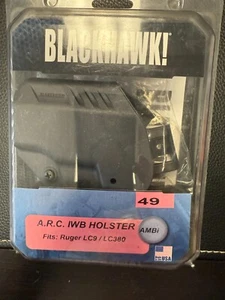 BLACKHAWK!
49
A.R.C. IWB HOLSTER
AMBi
Fits: Ruger LC9 / LC380